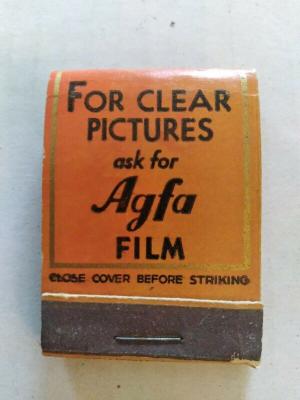 FOR CLEAR
PICTURES
ask for
Agfa
FILM
CLOSE COVER BEFORE STRIKING